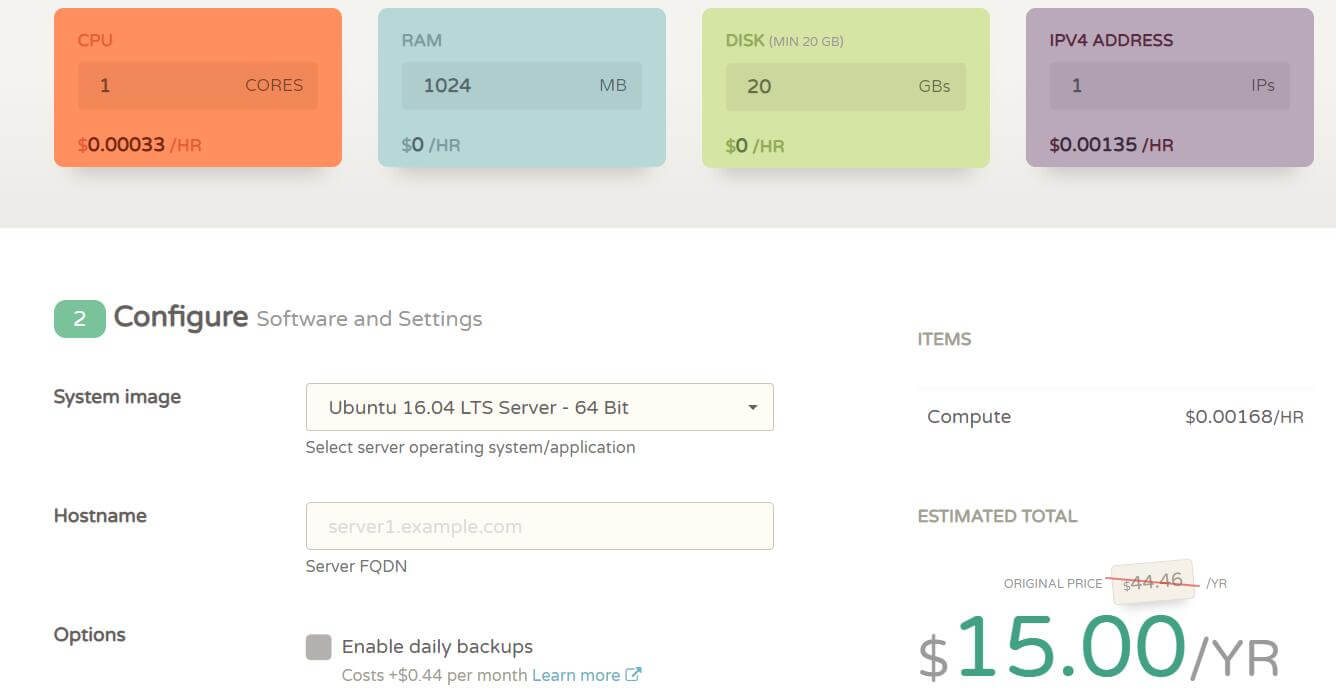 CPU
1 CORES
$0.00033 /HR
RAM
1024 MB
$0 /HR
DISK (MIN 20 GB)
20 GBs
$0 /HR
IPV4 ADDRESS
1 IPs
$0.00135 /HR
2 Configure Software and Settings
System image
Ubuntu 16.04 LTS Server - 64 Bit
Select server operating system/application
Hostname
server1.example.com
Server FQDN
Options
Enable daily backups
Costs +$0.44 per month Learn more
ITEMS
Compute $0.00168/HR
ESTIMATED TOTAL
ORIGINAL PRICE $44.46 /YR
$15.00/YR